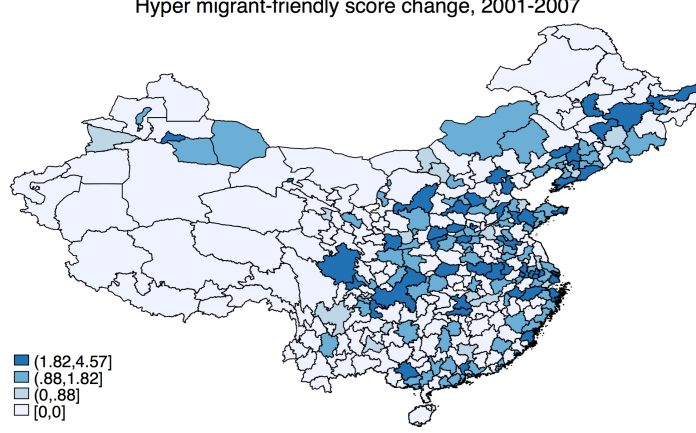 Hyper migrant-friendly score change, 2001-2007
(1.82,4.57]
(.88,1.82]
(0,.88]
[0,0]